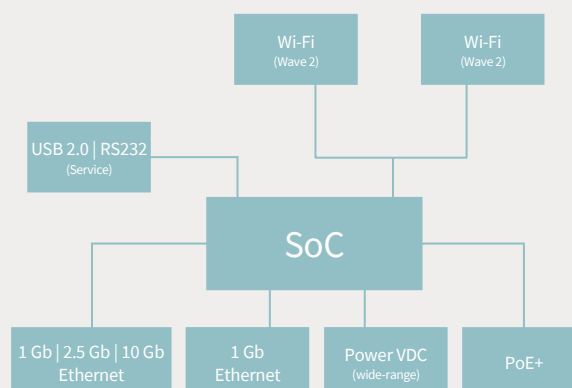 Wi-Fi
(Wave 2)
Wi-Fi
(Wave 2)
USB 2.0 | RS232
(Service)
SoC
1 Gb | 2.5 Gb | 10 Gb
Ethernet
1 Gb
Ethernet
Power VDC
(wide-range)
PoE+